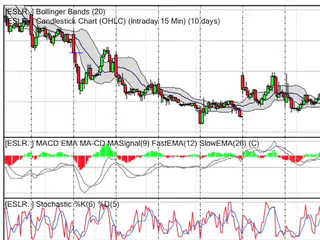 [ESLR. ] Bollinger Bands (20)
[ESLR. ] Candlestick Chart (OHLC) (Intraday 15 Min) (10 days)
[ESLR. ] MACD EMA MA-CD MASignal(9) FastEMA(12) SlowEMA(26) (C)
[ESLR. ] Stochastic %K(6) %D(5)